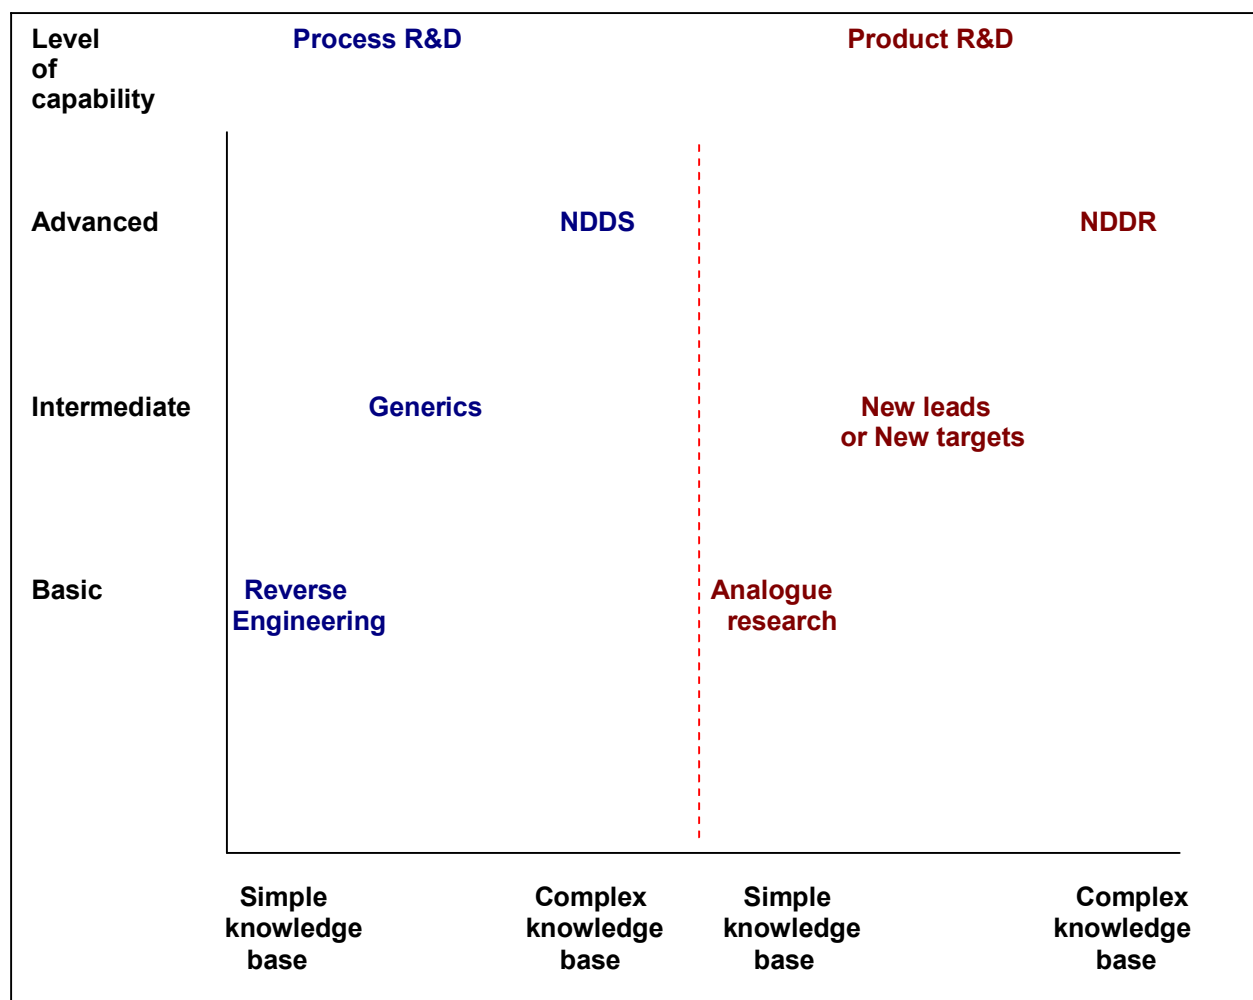 Level
of
capability
Process R&D
Product R&D
Advanced
NDDS
NDDR
Intermediate
Generics
New leads
or New targets
Basic
Reverse
Engineering
Analogue
research
Simple
knowledge
base
Complex
knowledge
base
Simple
knowledge
base
Complex
knowledge
base